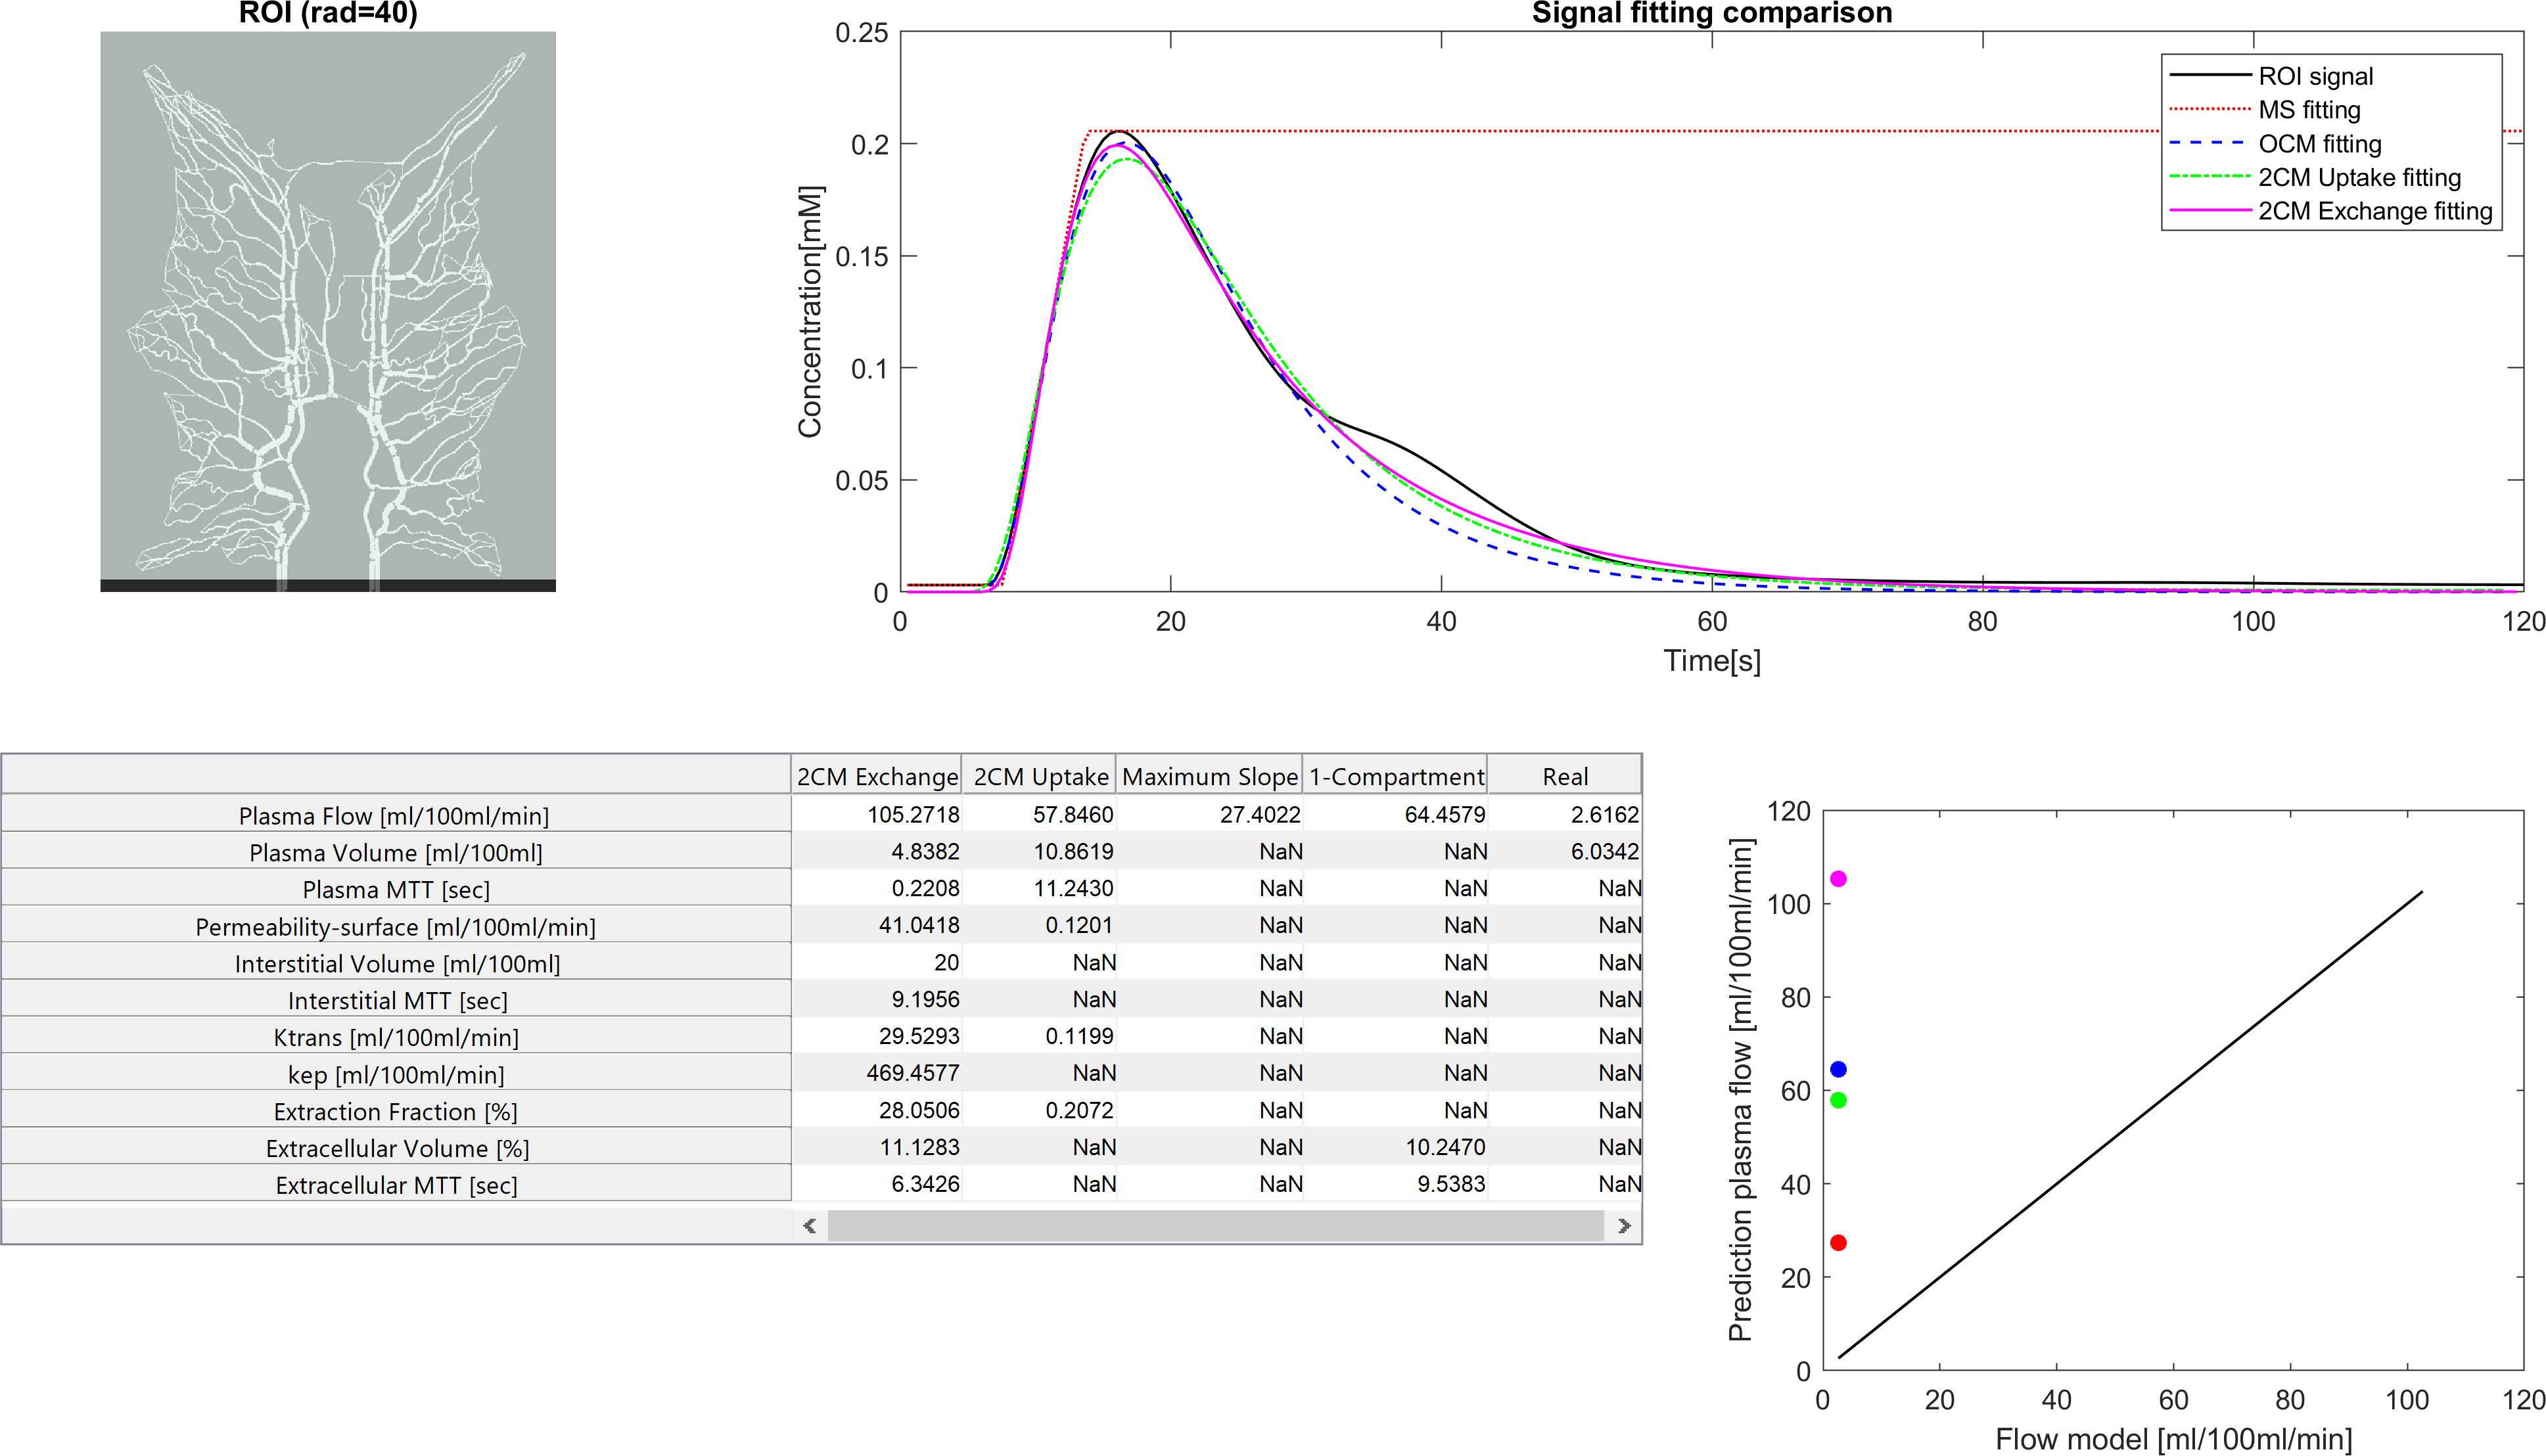 ROI (rad=40)
Signal fitting comparison
0.25
0.2
0.15
0.1
0.05
0
Concentration[mM]
0 20 40 60 80 100 120
Time[s]
ROI signal
MS fitting
OCM fitting
2CM Uptake fitting
2CM Exchange fitting
2CM Exchange 2CM Uptake Maximum Slope 1-Compartment Real
Plasma Flow [ml/100ml/min] 105.2718 57.8460 27.4022 64.4579 2.6162
Plasma Volume [ml/100ml] 4.8382 10.8619 NaN NaN 6.0342
Plasma MTT [sec] 0.2208 11.2430 NaN NaN NaN
Permeability-surface [ml/100ml/min] 41.0418 0.1201 NaN NaN NaN
Interstitial Volume [ml/100ml] 20 NaN NaN NaN NaN
Interstitial MTT [sec] 9.1956 NaN NaN NaN NaN
Ktrans [ml/100ml/min] 29.5293 0.1199 NaN NaN NaN
kep [ml/100ml/min] 469.4577 NaN NaN NaN NaN
Extraction Fraction [%] 28.0506 0.2072 NaN NaN NaN
Extracellular Volume [%] 11.1283 NaN NaN 10.2470 NaN
Extracellular MTT [sec] 6.3426 NaN NaN 9.5383 NaN
120
100
80
60
40
20
0
Prediction plasma flow [ml/100ml/min]
0 20 40 60 80 100 120
Flow model [ml/100ml/min]